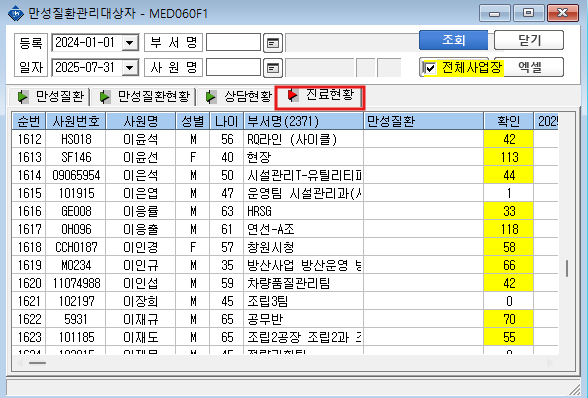 만성질환관리대상자 - MED060F1
등록 2024-01-01 부 서 명 조회 닫기
일자 2025-07-31 사 원 명 전체사업장 엑셀
만성질환 만성질환현황 상담현황 진료현황
순번 사원번호 사원명 성별 나이 부서명(2371) 만성질환 확인
1612 HS018 이윤석 M 56 RQ라인 (사이클) 42
1613 SF146 이윤선 F 40 현장 113
1614 09065954 이윤석 M 50 시설관리T-유틸리티 44
1615 101915 이은엽 M 47 운영팀 시설관리과( 1
1616 GE008 이응률 M 63 HRSG 33
1617 OH096 이응출 M 61 연선-A조 118
1618 CCH0187 이인경 F 57 창원시청 58
1619 M0234 이인규 M 35 방산사업 방산운영 방 66
1620 11074988 이인섭 M 59 차량품질관리팀 42
1621 102197 이장희 M 45 조립3팀 0
1622 5931 이재규 M 65 공무반 70
1623 101185 이재도 M 65 조립2공장 조립2과 55